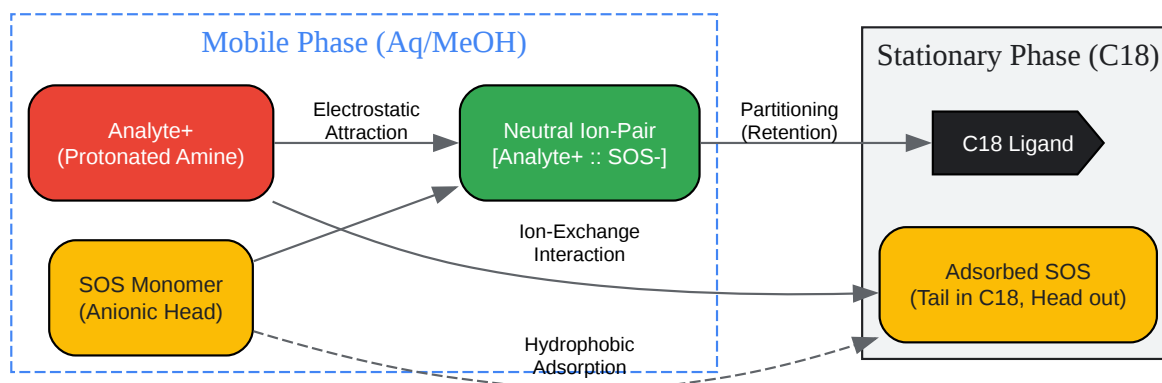 Mobile Phase (Aq/MeOH)
Stationary Phase (C18)
Analyte+
(Protonated Amine)
Electrostatic
Attraction
Neutral Ion-Pair
[Analyte+ :: SOS-]
Partitioning
(Retention)
C18 Ligand
SOS Monomer
(Anionic Head)
Ion-Exchange
Interaction
Adsorbed SOS
(Tail in C18, Head out)
Hydrophobic
Adsorption